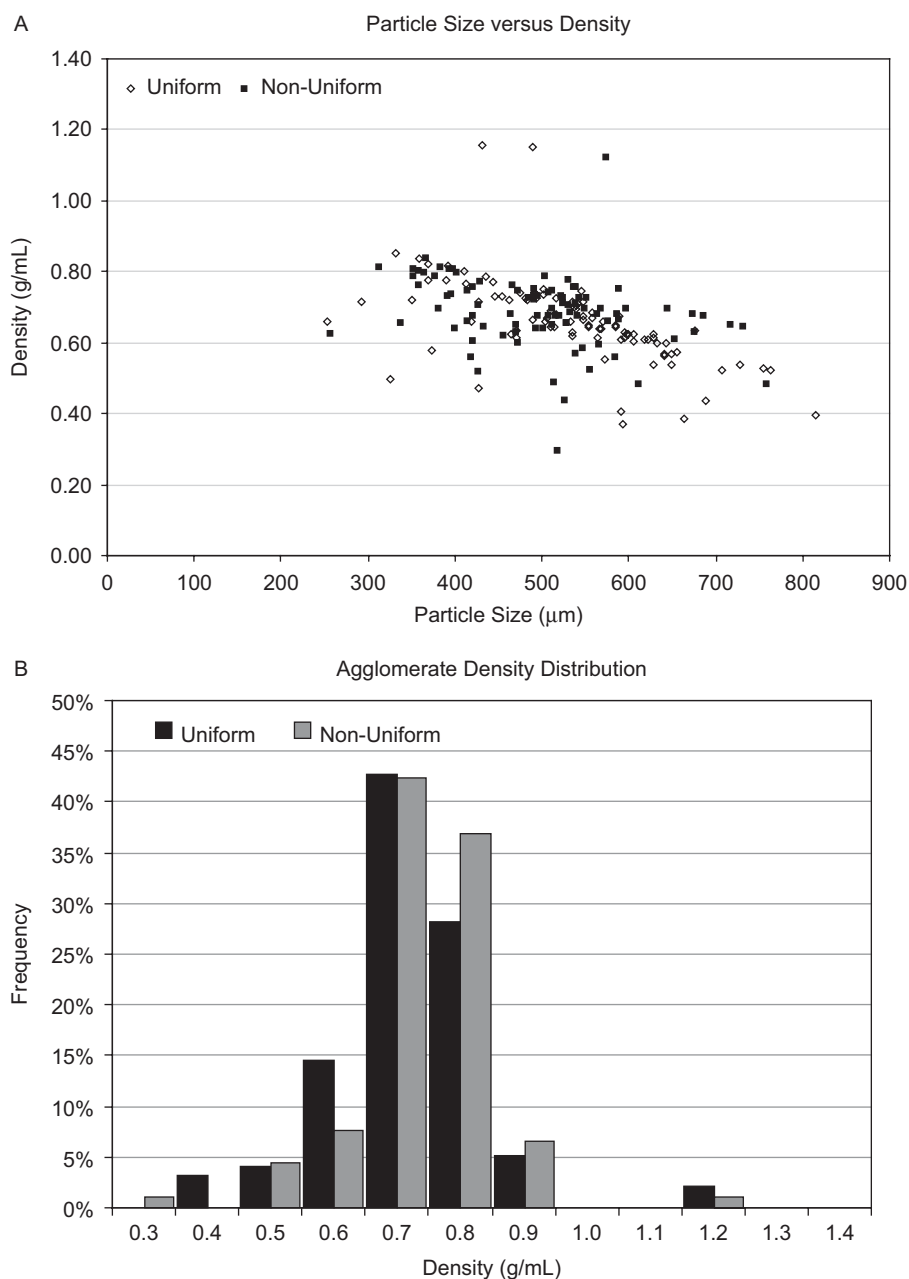 A
Particle Size versus Density
1.40
1.20
1.00
0.80
0.60
0.40
0.20
0.00
Density (g/mL)
Uniform Non-Uniform
0 100 200 300 400 500 600 700 800 900
Particle Size (μm)
B
Agglomerate Density Distribution
50%
45%
40%
35%
30%
25%
20%
15%
10%
5%
0%
Frequency
Uniform Non-Uniform
0.3 0.4 0.5 0.6 0.7 0.8 0.9 1.0 1.1 1.2 1.3 1.4
Density (g/mL)